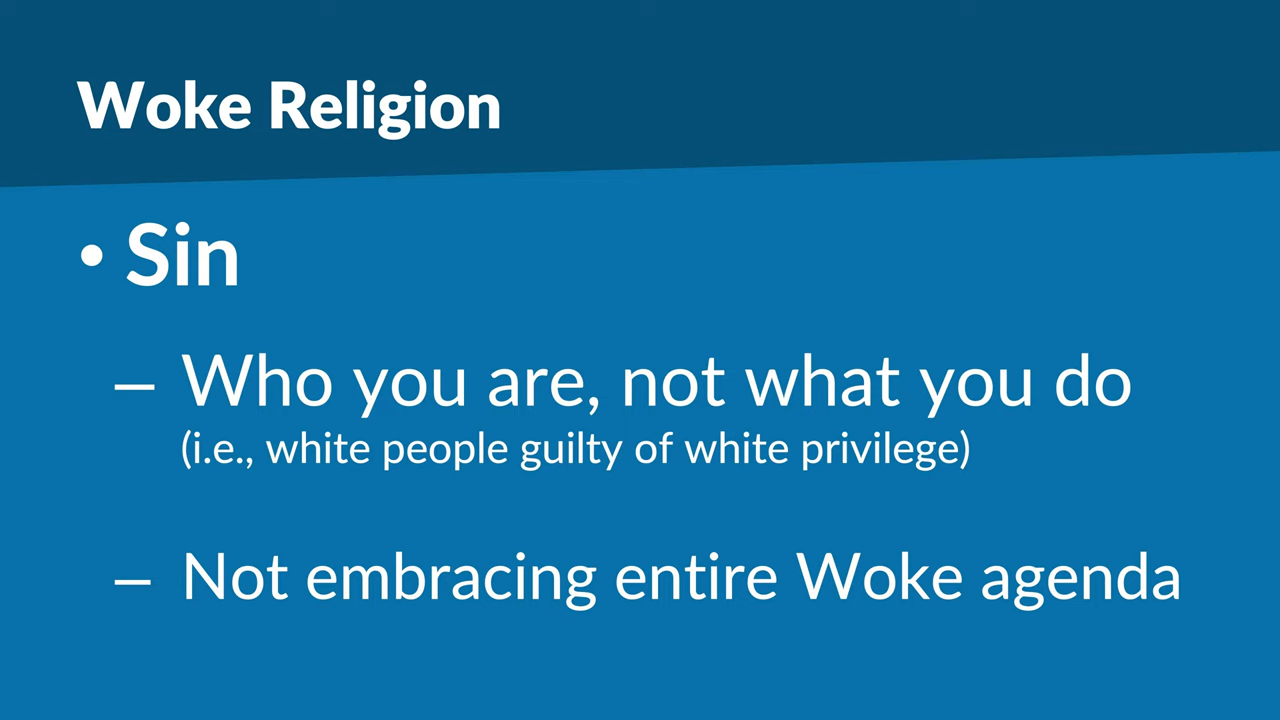 Woke Religion
• Sin
– Who you are, not what you do
(i.e., white people guilty of white privilege)
– Not embracing entire Woke agenda